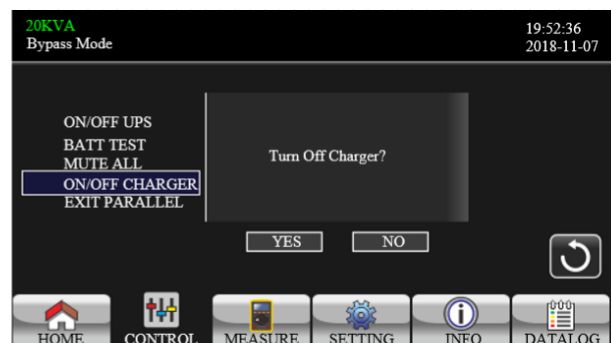 20KVA
Bypass Mode
19:52:36
2018-11-07
ON/OFF UPS
BATT TEST
MUTE ALL
ON/OFF CHARGER
EXIT PARALLEL
Turn Off Charger?
YES
NO
HOME
CONTROL
MEASURE
SETTING
INFO
DATALOG